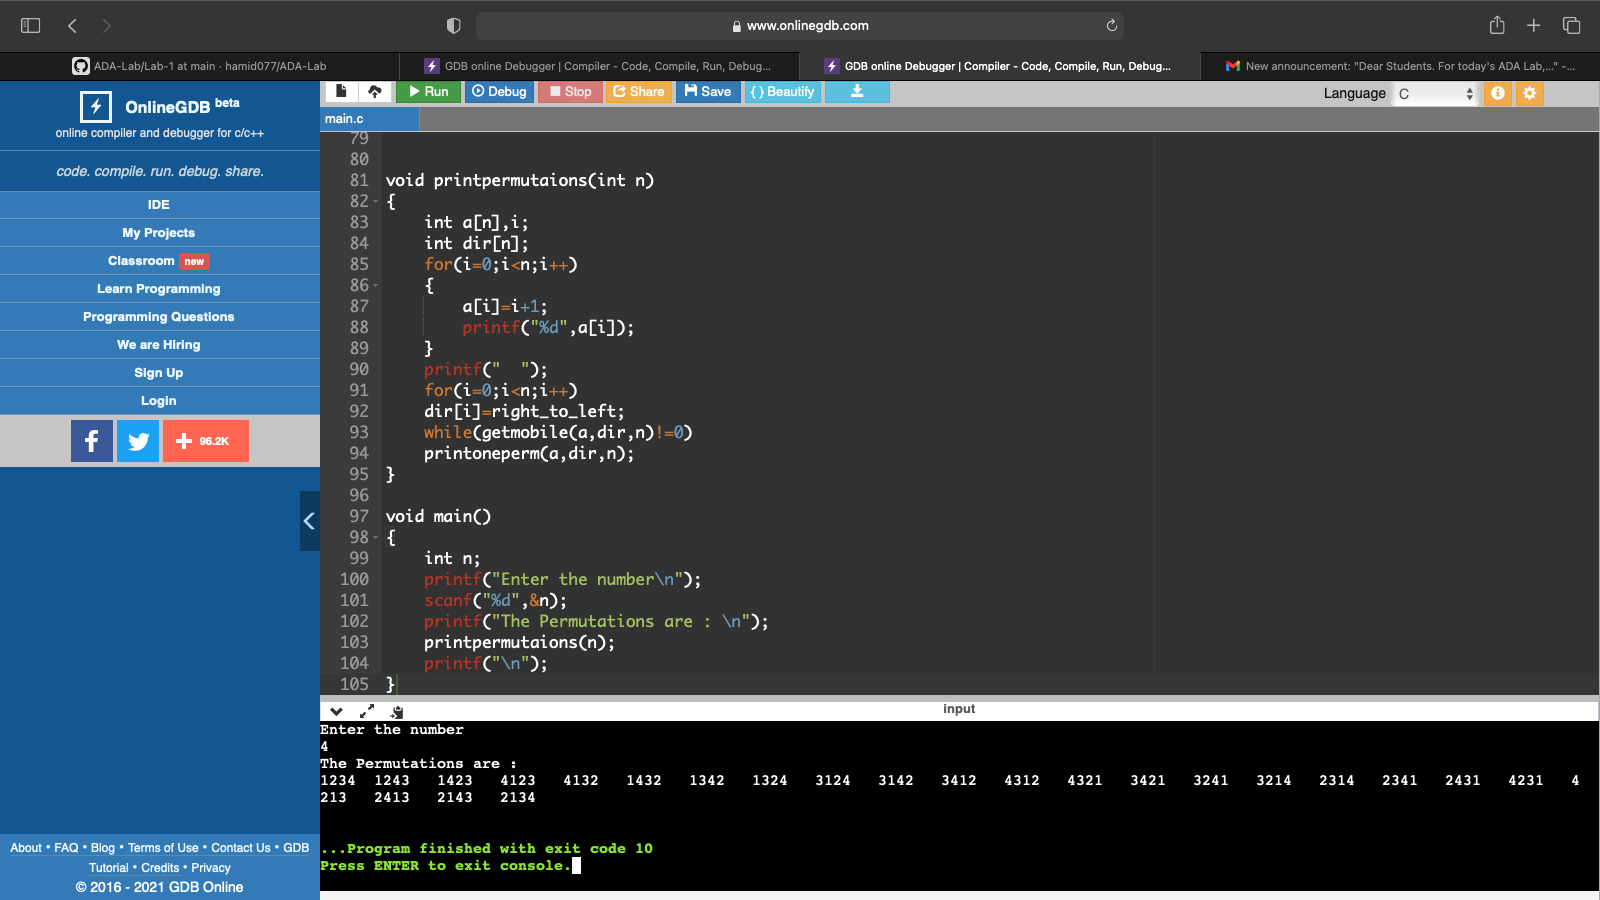 www.onlinegdb.com
ADA-Lab/Lab-1 at main · hamid077/ADA-Lab
GDB online Debugger | Compiler - Code, Compile, Run, Debug...
GDB online Debugger | Compiler - Code, Compile, Run, Debug...
New announcement: "Dear Students. For today's ADA Lab,..." -...
OnlineGDB beta
online compiler and debugger for c/c++
code. compile. run. debug. share.
IDE
My Projects
Classroom new
Learn Programming
Programming Questions
We are Hiring
Sign Up
Login
f
+ 96.2K
About • FAQ • Blog • Terms of Use • Contact Us • GDB
Tutorial • Credits • Privacy
© 2016 - 2021 GDB Online
Run Debug Stop Share Save { } Beautify
Language C
main.c
79
80
81 void printpermutaions(int n)
82 {
83 int a[n],i;
84 int dir[n];
85 for(i=0;i<n;i++)
86 {
87 a[i]=i+1;
88 printf("%d",a[i]);
89 }
90 printf("  ");
91 for(i=0;i<n;i++)
92 dir[i]=right_to_left;
93 while(getmobile(a,dir,n)!=0)
94 printoneperm(a,dir,n);
95 }
96
97 void main()
98 {
99 int n;
100 printf("Enter the number\n");
101 scanf("%d",&n);
102 printf("The Permutations are : \n");
103 printpermutaions(n);
104 printf("\n");
105 }
input
Enter the number
4
The Permutations are :
1234 1243 1423 4123 4132 1432 1342 1324 3124 3142 3412 4312 4321 3421 3241 3214 2314 2341 2431 4231 4
213 2413 2143 2134
...Program finished with exit code 10
Press ENTER to exit console.